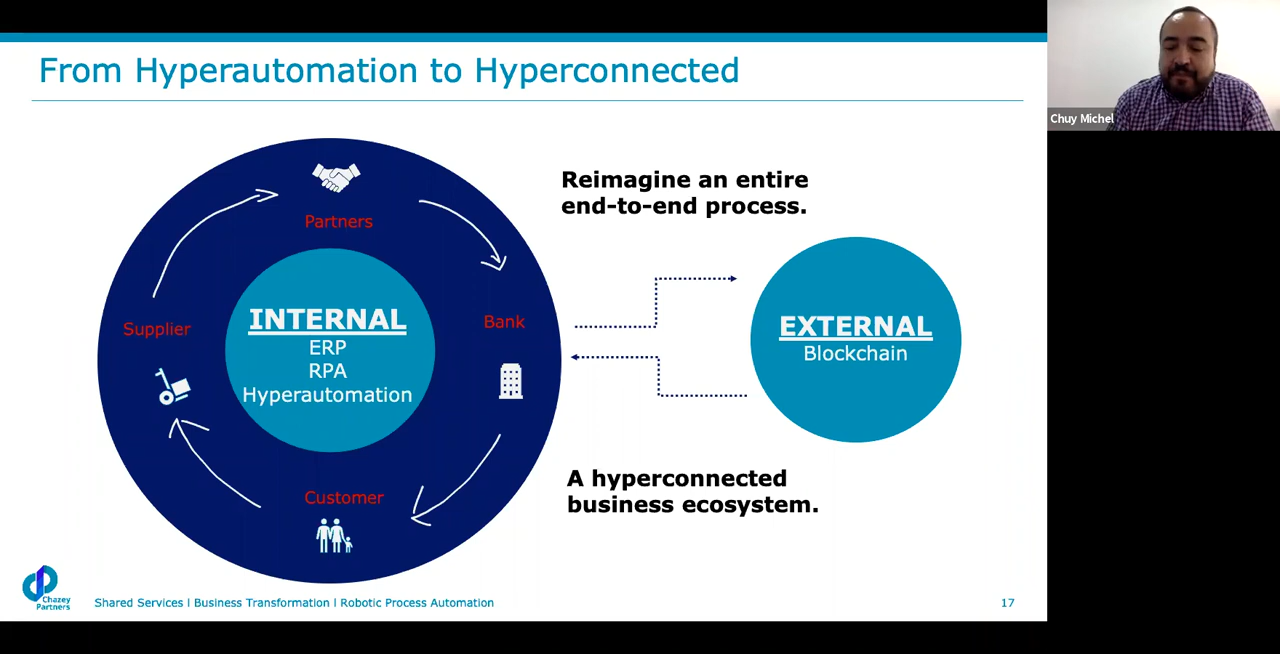 From Hyperautomation to Hyperconnected
Chuy Michel
Partners
Supplier
Bank
Customer
INTERNAL
ERP
RPA
Hyperautomation
Reimagine an entire
end-to-end process.
EXTERNAL
Blockchain
A hyperconnected
business ecosystem.
Chazey
Partners
Shared Services I Business Transformation I Robotic Process Automation
17